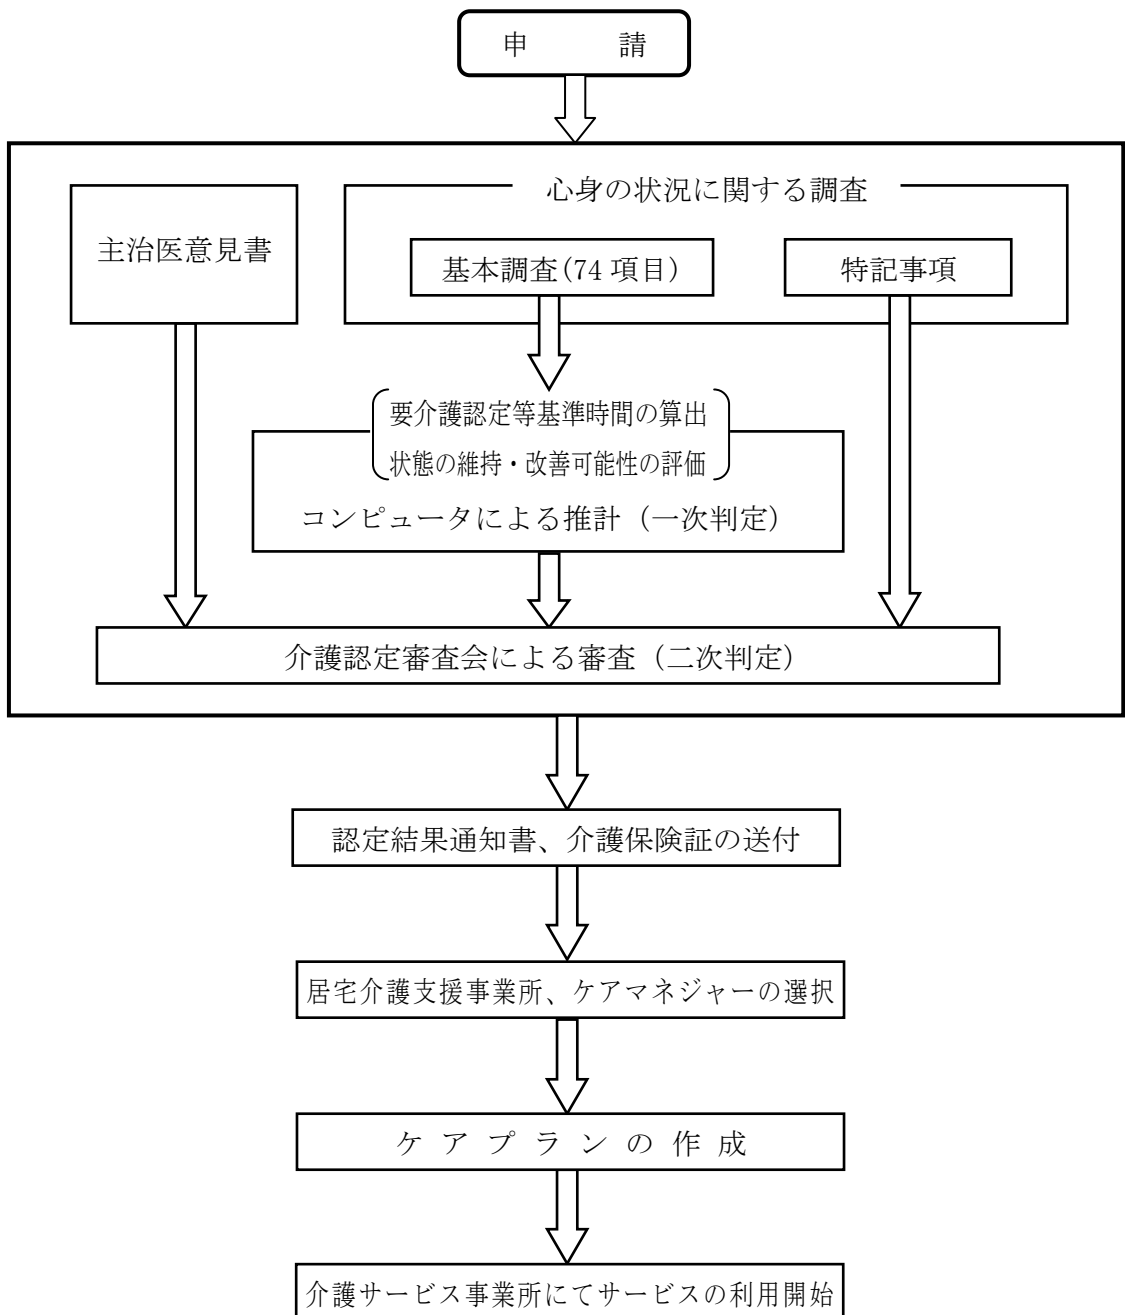 申　　請
心身の状況に関する調査
主治医意見書
基本調査(74 項目)
特記事項
要介護認定等基準時間の算出
状態の維持・改善可能性の評価
コンピュータによる推計（一次判定）
介護認定審査会による審査（二次判定）
認定結果通知書、介護保険証の送付
居宅介護支援事業所、ケアマネジャーの選択
ケ ア プ ラ ン の 作 成
介護サービス事業所にてサービスの利用開始